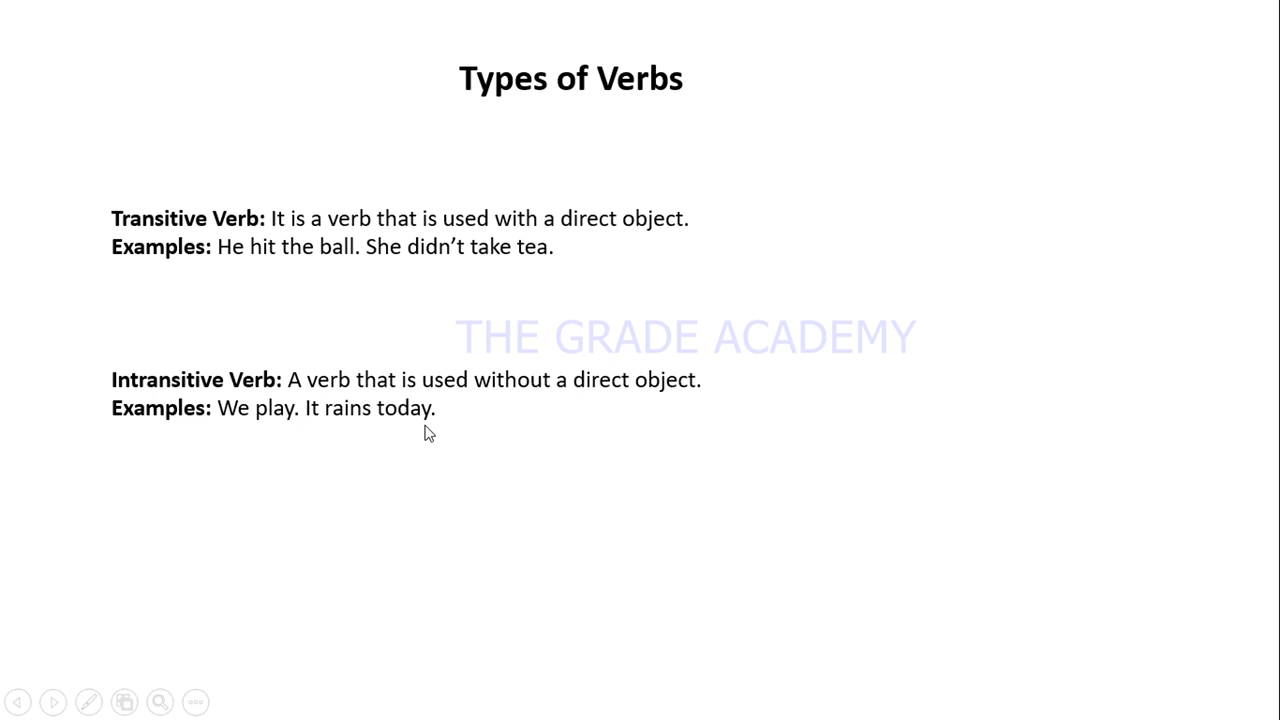 Types of Verbs
Transitive Verb: It is a verb that is used with a direct object.
Examples: He hit the ball. She didn’t take tea.
THE GRADE ACADEMY
Intransitive Verb: A verb that is used without a direct object.
Examples: We play. It rains today.